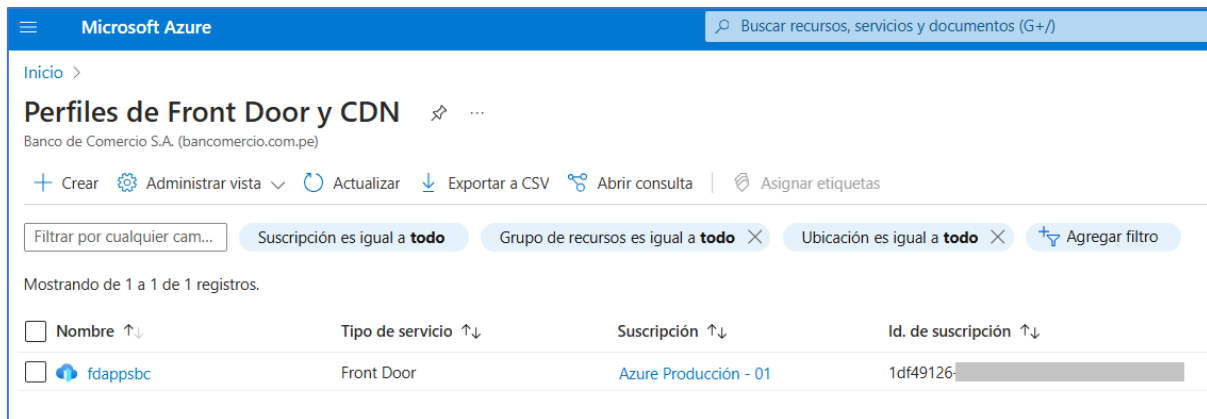 Microsoft Azure
Buscar recursos, servicios y documentos (G+/)
Inicio >
Perfiles de Front Door y CDN ...
Banco de Comercio S.A. (bancomercio.com.pe)
Crear Administrar vista Actualizar Exportar a CSV Abrir consulta Asignar etiquetas
Filtrar por cualquier cam... Suscripción es igual a todo Grupo de recursos es igual a todo Ubicación es igual a todo Agregar filtro
Mostrando de 1 a 1 de 1 registros.
Nombre ↑↓ Tipo de servicio ↑↓ Suscripción ↑↓ Id. de suscripción ↑↓
fdappsbc Front Door Azure Producción - 01 1df49126-